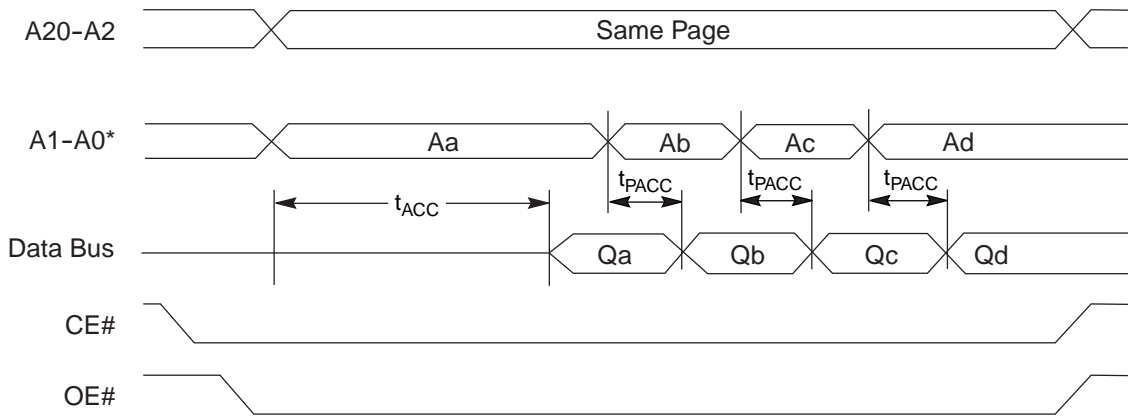 A20-A2 Same Page
A1-A0* Aa Ab Ac Ad
tACC tPACC tPACC tPACC
Data Bus Qa Qb Qc Qd
CE#
OE#